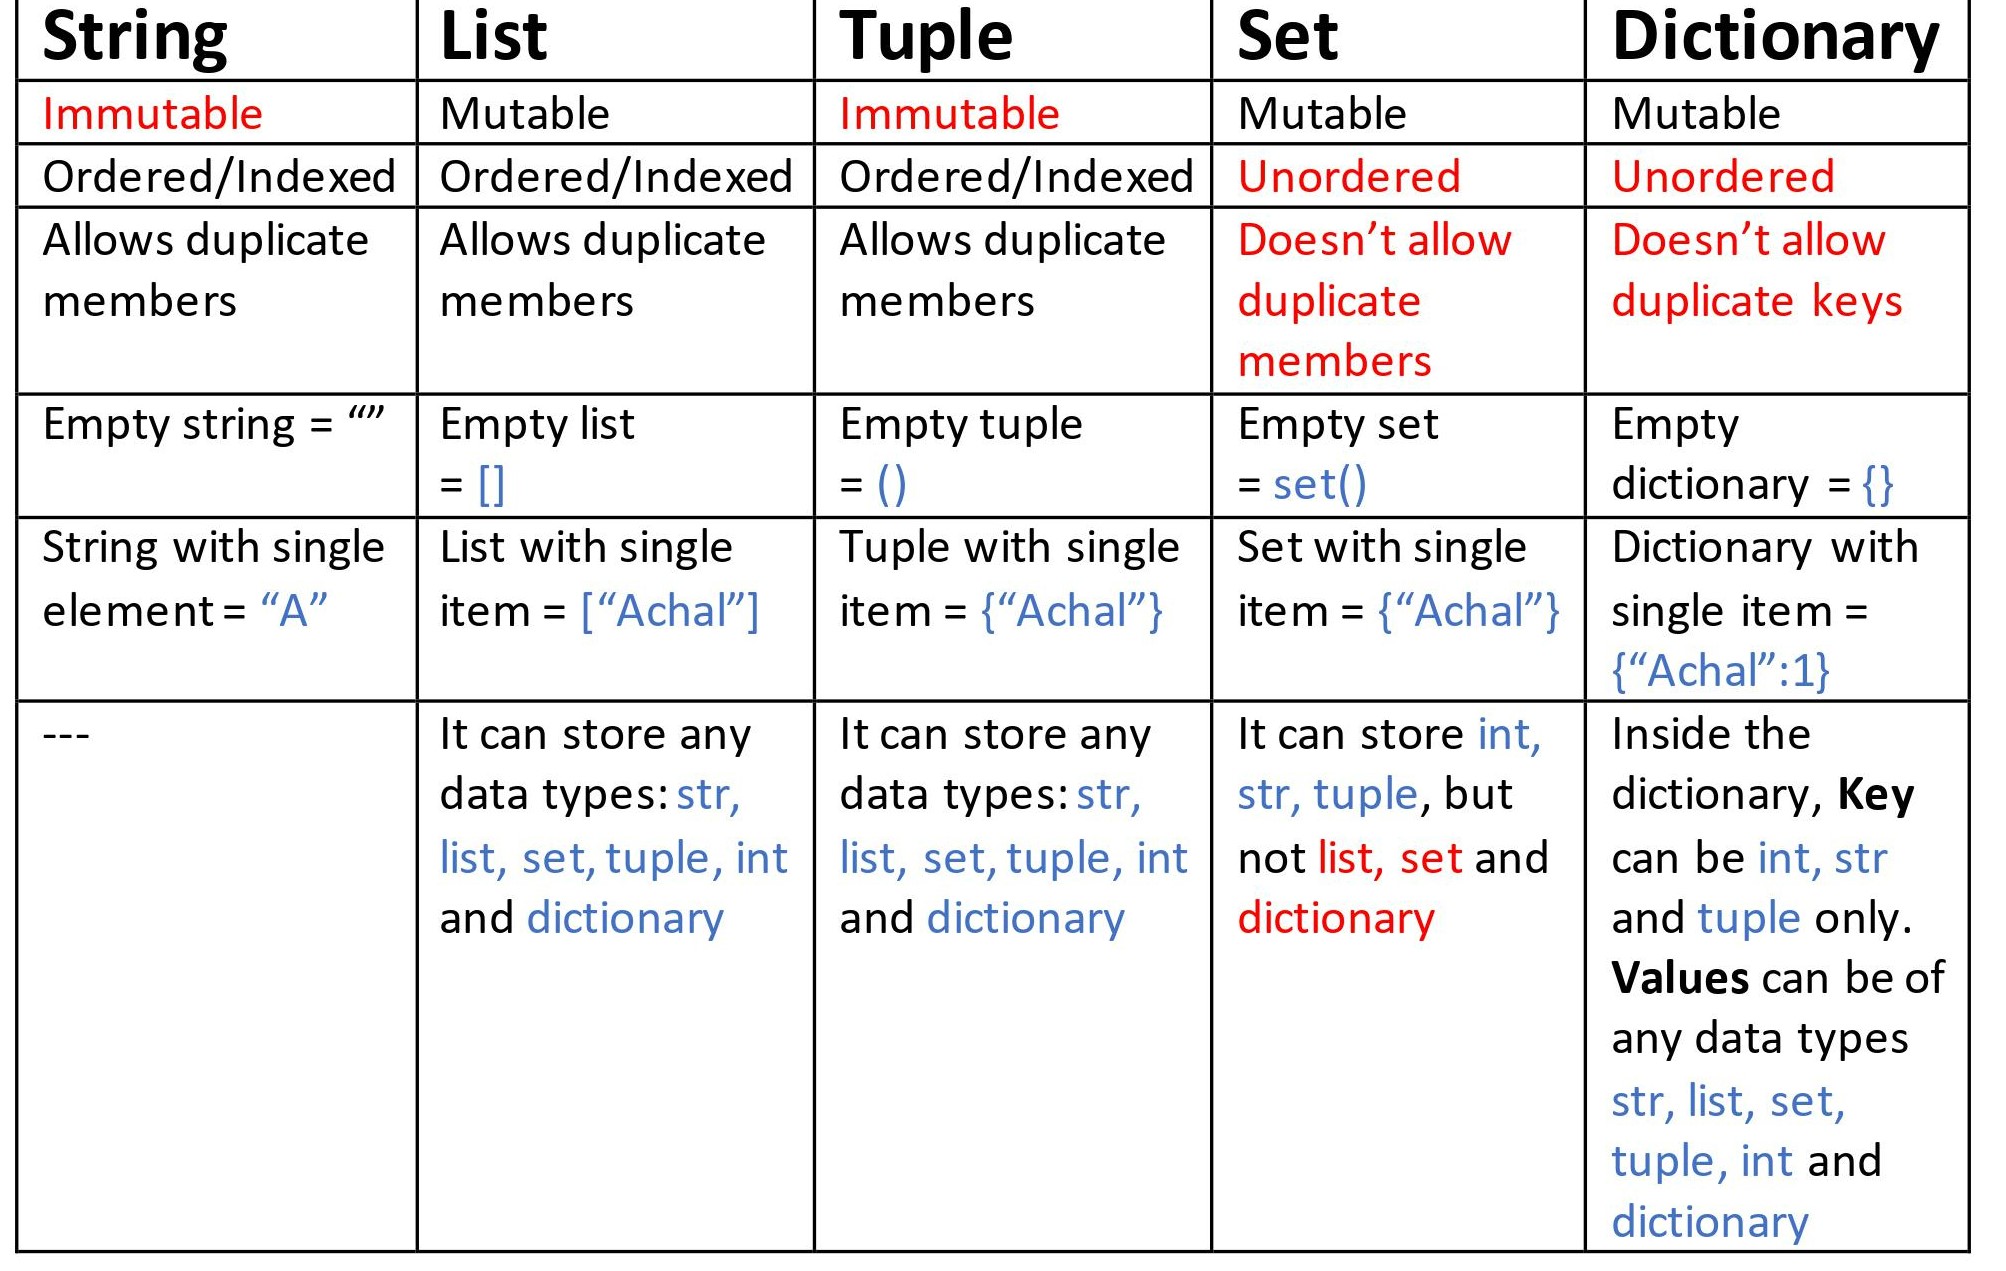 String
List
Tuple
Set
Dictionary
Immutable
Mutable
Immutable
Mutable
Mutable
Ordered/Indexed
Ordered/Indexed
Ordered/Indexed
Unordered
Unordered
Allows duplicate
members
Allows duplicate
members
Allows duplicate
members
Doesn’t allow
duplicate
members
Doesn’t allow
duplicate keys
Empty string = “”
Empty list
= []
Empty tuple
= ()
Empty set
= set()
Empty
dictionary = {}
String with single
element = “A”
List with single
item = [“Achal”]
Tuple with single
item = {“Achal”}
Set with single
item = {“Achal”}
Dictionary with
single item =
{“Achal”:1}
---
It can store any
data types: str,
list, set, tuple, int
and dictionary
It can store any
data types: str,
list, set, tuple, int
and dictionary
It can store int,
str, tuple, but
not list, set and
dictionary
Inside the
dictionary, Key
can be int, str
and tuple only.
Values can be of
any data types
str, list, set,
tuple, int and
dictionary